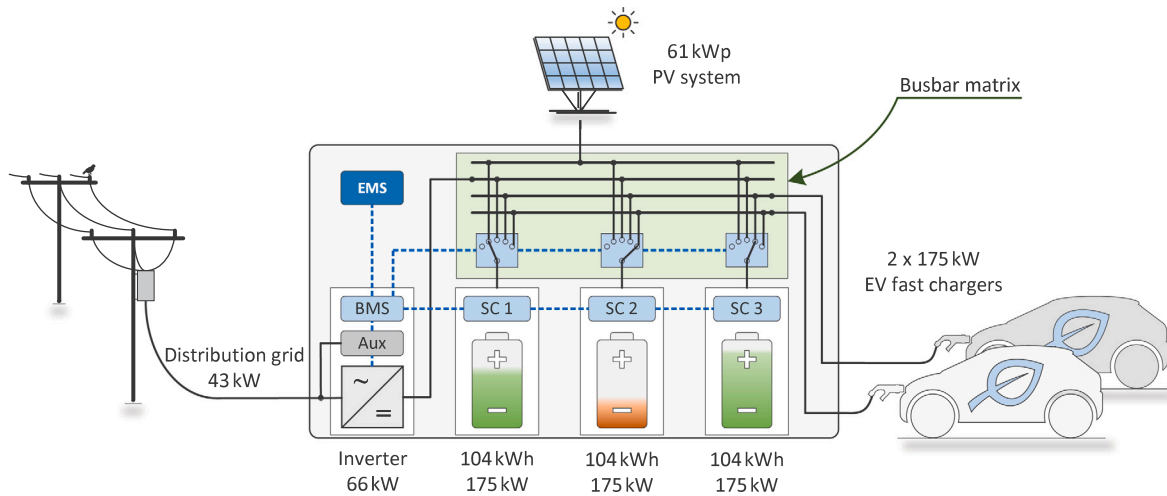 61 kWp
PV system
Busbar matrix
EMS
2 x 175 kW
EV fast chargers
BMS
SC 1
SC 2
SC 3
Aux
Distribution grid
43 kW
~
=
+
−
+
−
+
−
Inverter
66 kW
104 kWh
175 kW
104 kWh
175 kW
104 kWh
175 kW